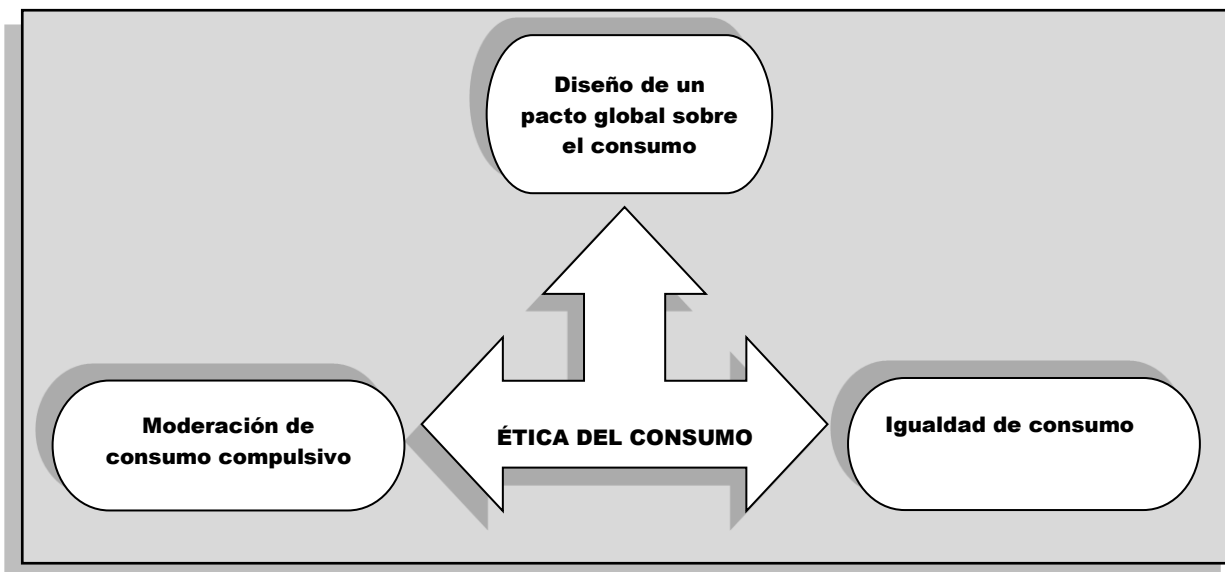 Diseño de un
pacto global sobre
el consumo
Moderación de
consumo compulsivo
ÉTICA DEL CONSUMO
Igualdad de consumo